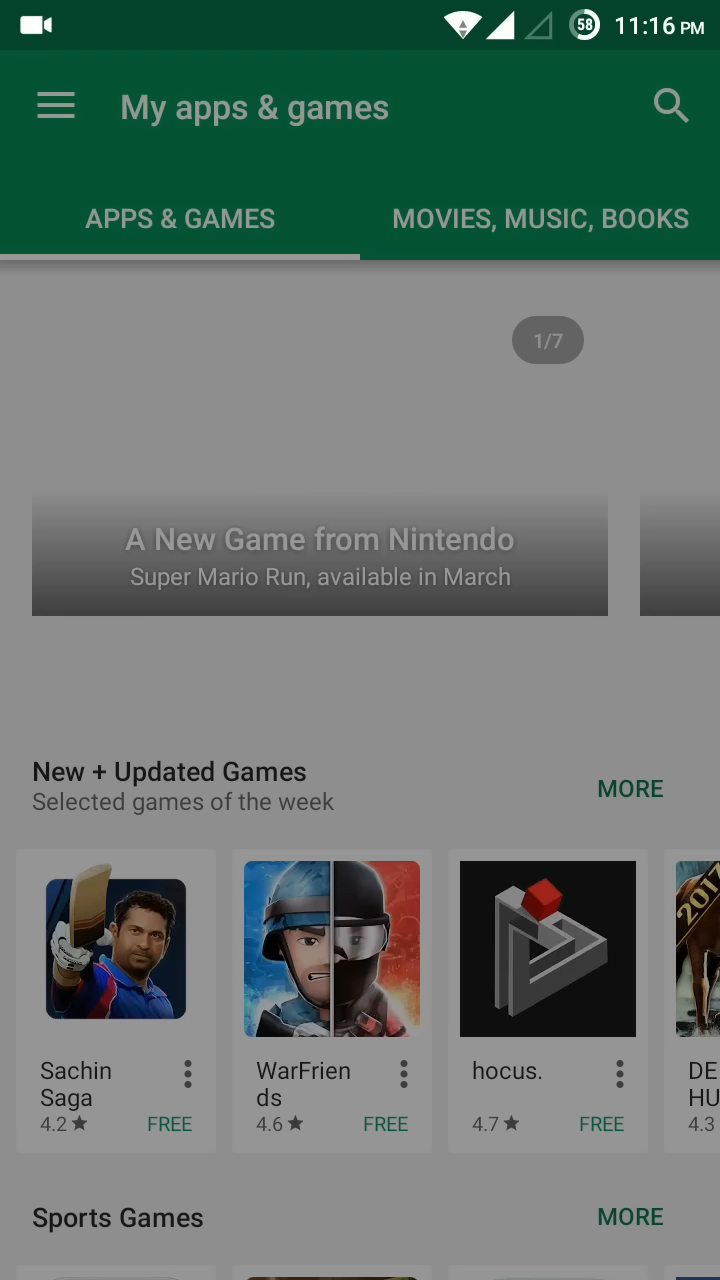 58 11:16 PM
My apps & games
APPS & GAMES MOVIES, MUSIC, BOOKS
1/7
A New Game from Nintendo
Super Mario Run, available in March
New + Updated Games
Selected games of the week
MORE
Sachin
Saga
4.2 FREE
WarFrien
ds
4.6 FREE
hocus.
4.7 FREE
2017
DE
HU
4.3
Sports Games
MORE